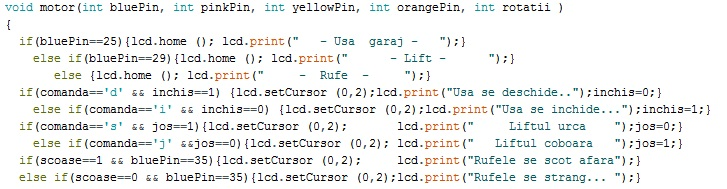 void motor(int bluePin, int pinkPin, int yellowPin, int orangePin, int rotatii )
{
  if(bluePin==25){lcd.home (); lcd.print("   - Usa  garaj -   ");}
    else if(bluePin==29){lcd.home (); lcd.print("      - Lift -      ");}
      else {lcd.home (); lcd.print("     -  Rufe  -     ");}
  if(comanda=='d' && inchis==1) {lcd.setCursor (0,2);lcd.print("Usa se deschide..");inchis=0;}
    else if(comanda=='i' && inchis==0) {lcd.setCursor (0,2);lcd.print("Usa se inchide...");inchis=1;}
  if(comanda=='s' && jos==1){lcd.setCursor (0,2);       lcd.print("     Liftul urca    ");jos=0;}
    else if(comanda=='j' &&jos==0){lcd.setCursor (0,2);   lcd.print("   Liftul coboara   ");jos=1;}
  if(scoase==1 && bluePin==35){lcd.setCursor (0,2);     lcd.print("Rufele se scot afara");}
  else if(scoase==0 && bluePin==35){lcd.setCursor (0,2);lcd.print("Rufele se strang... ");}